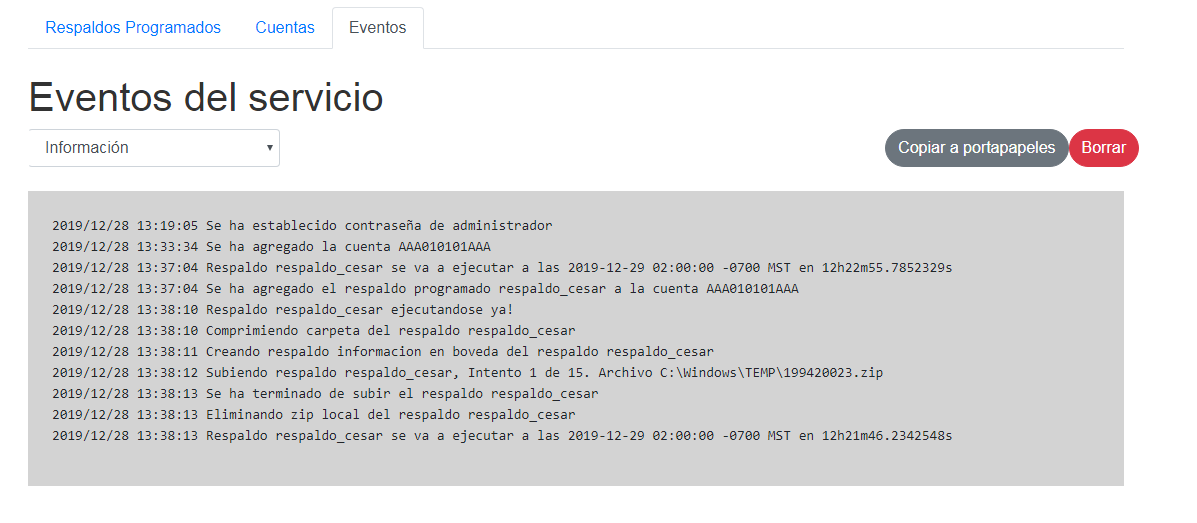 Respaldos Programados Cuentas Eventos
Eventos del servicio
Información Copiar a portapapeles Borrar
2019/12/28 13:19:05 Se ha establecido contraseña de administrador
2019/12/28 13:33:34 Se ha agregado la cuenta AAA010101AAA
2019/12/28 13:37:04 Respaldo respaldo_cesar se va a ejecutar a las 2019-12-29 02:00:00 -0700 MST en 12h22m55.7852329s
2019/12/28 13:37:04 Se ha agregado el respaldo programado respaldo_cesar a la cuenta AAA010101AAA
2019/12/28 13:38:10 Respaldo respaldo_cesar ejecutandose ya!
2019/12/28 13:38:10 Comprimiendo carpeta del respaldo respaldo_cesar
2019/12/28 13:38:11 Creando respaldo informacion en boveda del respaldo respaldo_cesar
2019/12/28 13:38:12 Subiendo respaldo respaldo_cesar, Intento 1 de 15. Archivo C:\Windows\TEMP\199420023.zip
2019/12/28 13:38:13 Se ha terminado de subir el respaldo respaldo_cesar
2019/12/28 13:38:13 Eliminando zip local del respaldo respaldo_cesar
2019/12/28 13:38:13 Respaldo respaldo_cesar se va a ejecutar a las 2019-12-29 02:00:00 -0700 MST en 12h21m46.2342548s